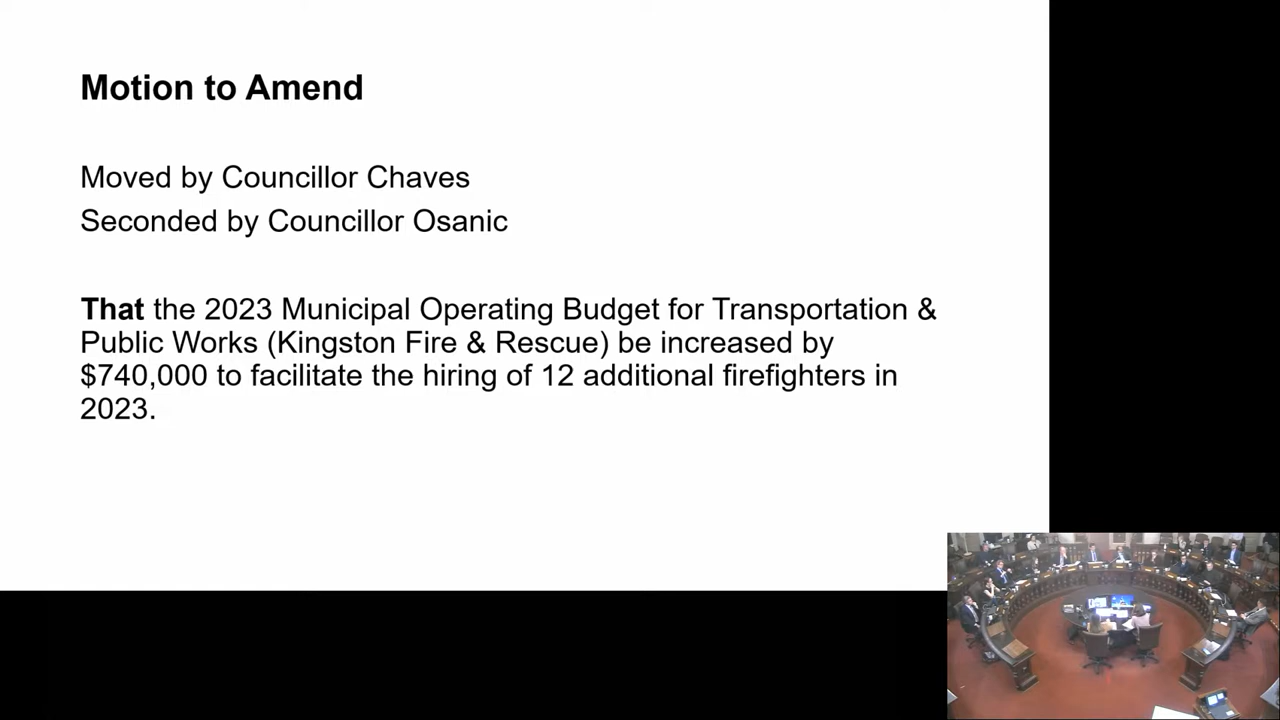 Motion to Amend
Moved by Councillor Chaves
Seconded by Councillor Osanic
That the 2023 Municipal Operating Budget for Transportation &
Public Works (Kingston Fire & Rescue) be increased by
$740,000 to facilitate the hiring of 12 additional firefighters in
2023.